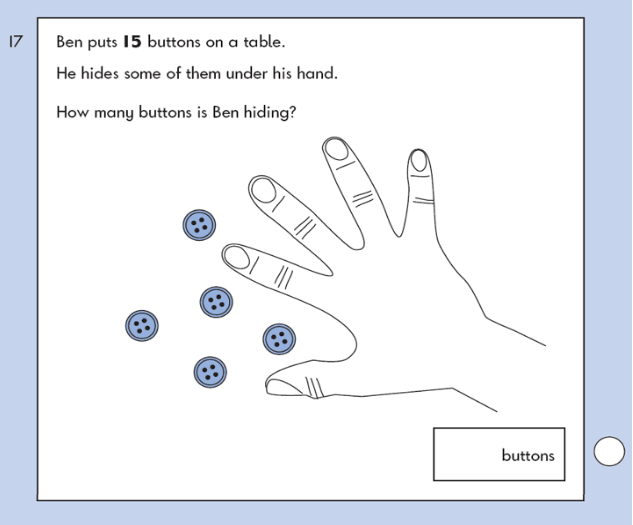 17
Ben puts 15 buttons on a table.
He hides some of them under his hand.
How many buttons is Ben hiding?
buttons